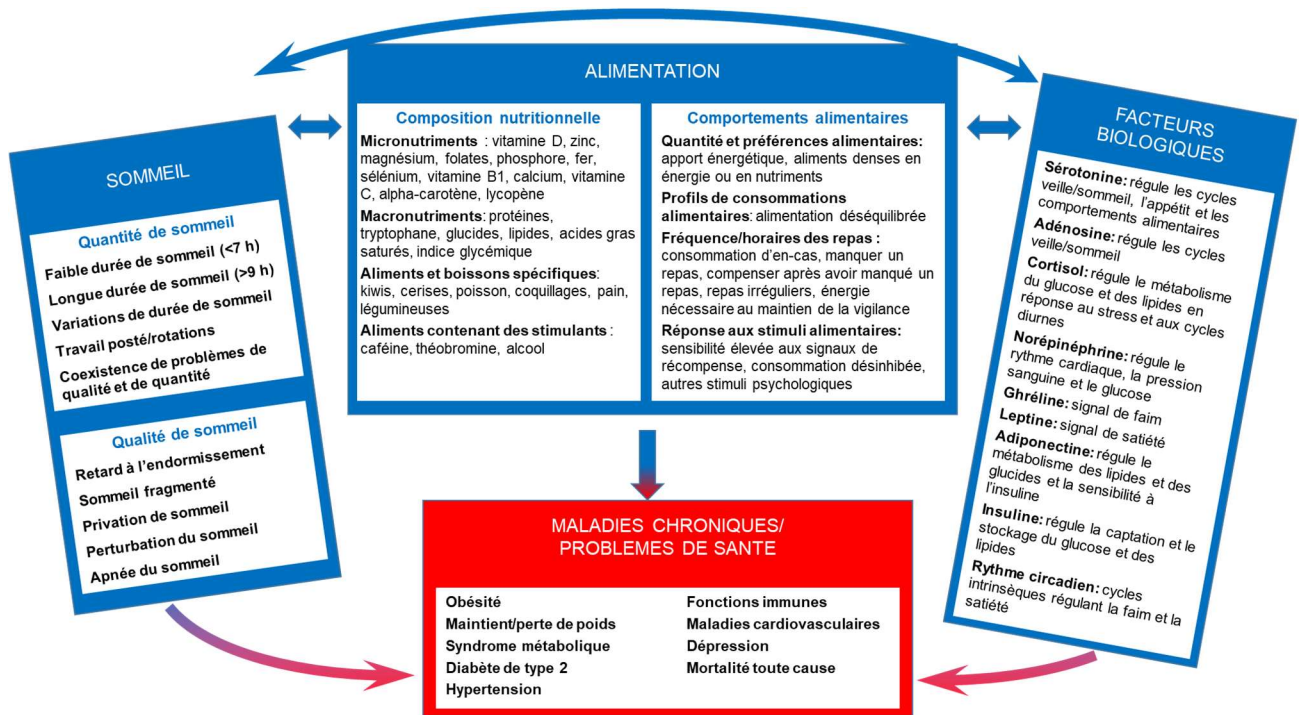 ALIMENTATION
Composition nutritionnelle
Micronutriments : vitamine D, zinc,
magnésium, folates, phosphore, fer,
sélénium, vitamine B1, calcium, vitamine
C, alpha-carotène, lycopène
Macronutriments: protéines,
tryptophane, glucides, lipides, acides gras
saturés, indice glycémique
Aliments et boissons spécifiques:
kiwis, cerises, poisson, coquillages, pain,
légumineuses
Aliments contenant des stimulants :
caféine, théobromine, alcool
Comportements alimentaires
Quantité et préférences alimentaires:
apport énergétique, aliments denses en
énergie ou en nutriments
Profils de consommations
alimentaires: alimentation déséquilibrée
Fréquence/horaires des repas :
consommation d'en-cas, manquer un
repas, compenser après avoir manqué un
repas, repas irréguliers, énergie
nécessaire au maintien de la vigilance
Réponse aux stimuli alimentaires:
sensibilité élevée aux signaux de
récompense, consommation désinhibée,
autres stimuli psychologiques
SOMMEIL
Quantité de sommeil
Faible durée de sommeil (<7 h)
Longue durée de sommeil (>9 h)
Variations de durée de sommeil
Travail posté/rotations
Coexistence de problèmes de
qualité et de quantité
Qualité de sommeil
Retard à l'endormissement
Sommeil fragmenté
Privation de sommeil
Perturbation du sommeil
Apnée du sommeil
FACTEURS
BIOLOGIQUES
Sérotonine: régule les cycles
veille/sommeil, l'appétit et les
comportements alimentaires
Adénosine: régule les cycles
veille/sommeil
Cortisol: régule le métabolisme
du glucose et des lipides en
réponse au stress et aux cycles
diurnes
Norépinéphrine: régule le
rythme cardiaque, la pression
sanguine et le glucose
Ghréline: signal de faim
Leptine: signal de satiété
Adiponectine: régule le
métabolisme des lipides et des
glucides et la sensibilité à
l'insuline
Insuline: régule la captation et le
stockage du glucose et des
lipides
Rythme circadien: cycles
intrinsèques régulant la faim et la
satiété
MALADIES CHRONIQUES/
PROBLEMES DE SANTE
Obésité
Maintient/perte de poids
Syndrome métabolique
Diabète de type 2
Hypertension
Fonctions immunes
Maladies cardiovasculaires
Dépression
Mortalité toute cause